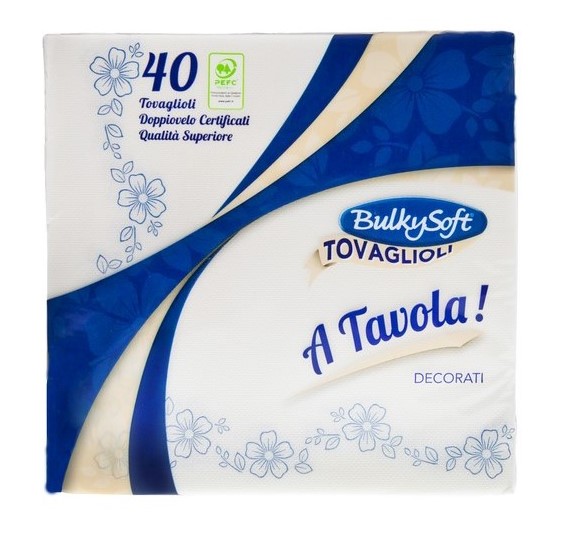 40
Tovaglioli
Doppiovelo Certificati
Qualità Superiore
PEFC
BulkySoft
TOVAGLIOLI
A Tavola!
DECORATI